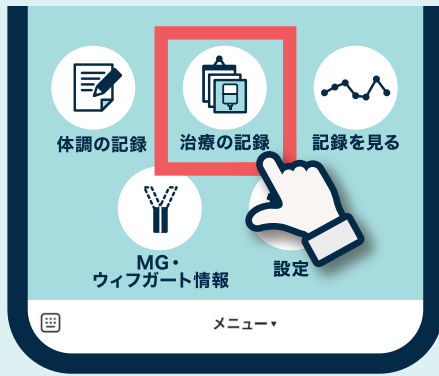 体調の記録
治療の記録
記録を見る
MG・
ウィフガート情報
設定
メニュー▾